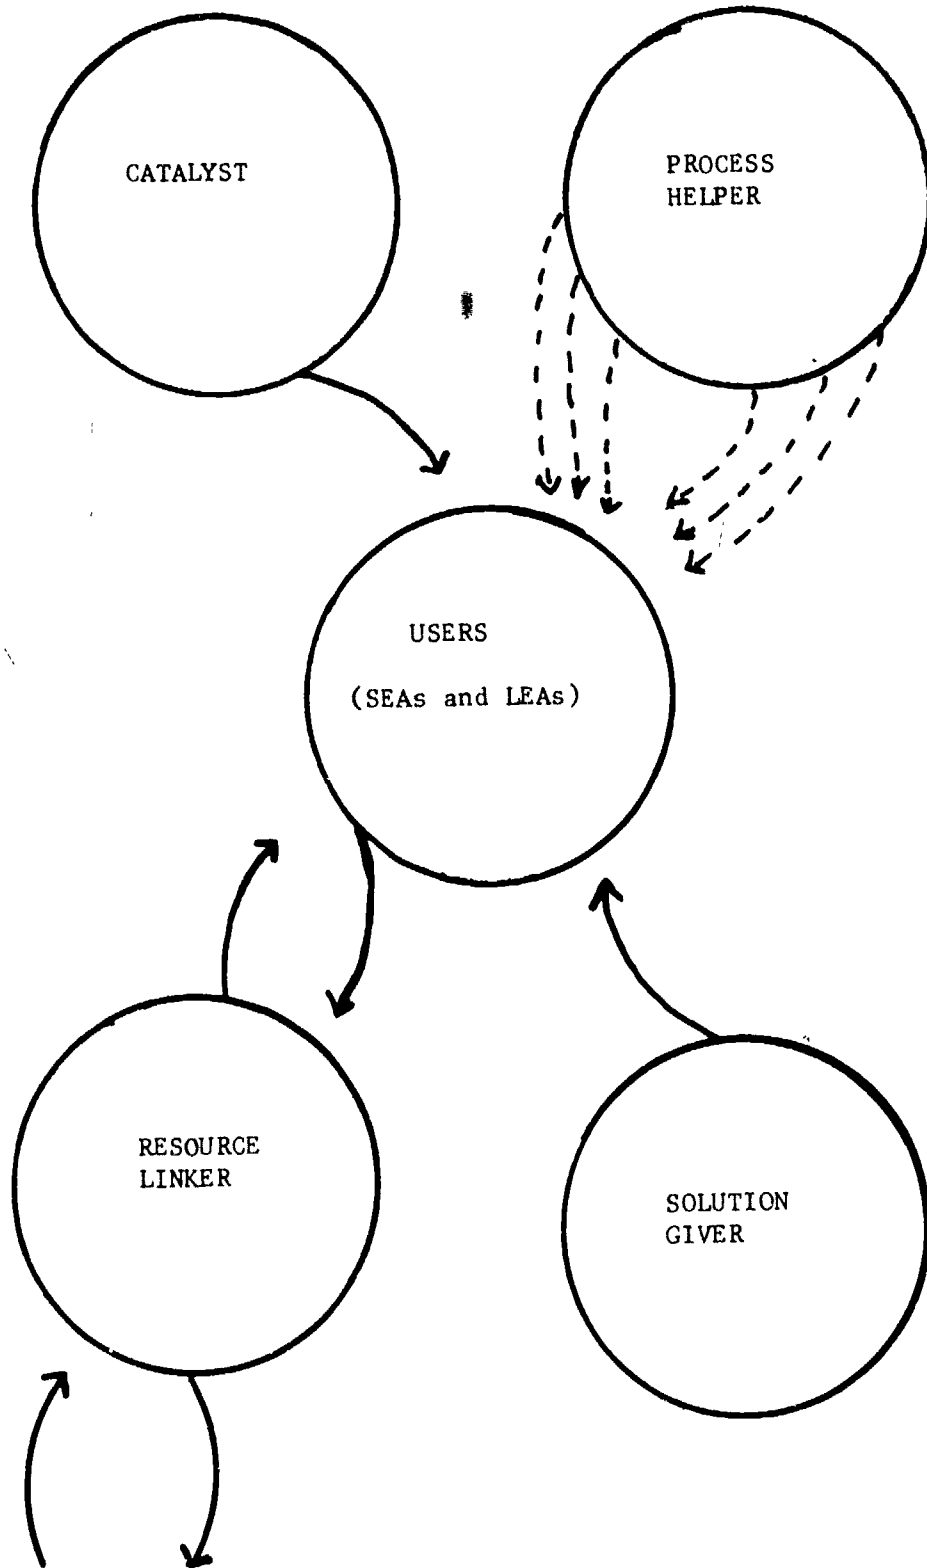 CATALYST
PROCESS
HELPER
USERS
(SEAs and LEAs)
RESOURCE
LINKER
SOLUTION
GIVER